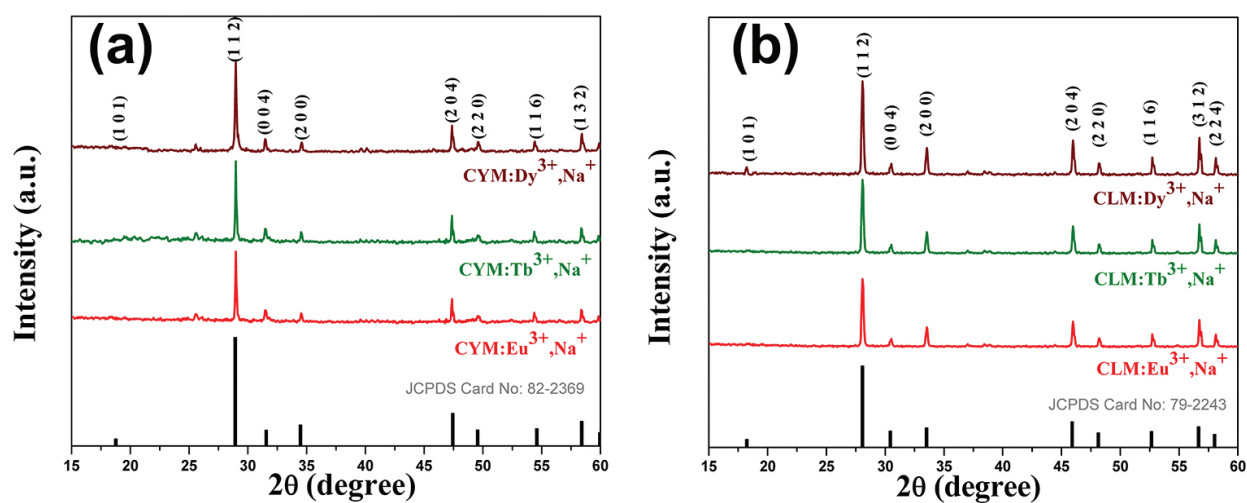 (a)
(1 0 1)
(1 1 2)
(0 0 4)
(2 0 0)
(2 0 4)
(2 2 0)
(1 1 6)
(1 3 2)
CYM:Dy³⁺,Na⁺
CYM:Tb³⁺,Na⁺
CYM:Eu³⁺,Na⁺
JCPDS Card No: 82-2369
Intensity (a.u.)
15 20 25 30 35 40 45 50 55 60
2θ (degree)
(b)
(1 0 1)
(1 1 2)
(0 0 4)
(2 0 0)
(2 0 4)
(2 2 0)
(1 1 6)
(3 1 2)
(2 2 4)
CLM:Dy³⁺,Na⁺
CLM:Tb³⁺,Na⁺
CLM:Eu³⁺,Na⁺
JCPDS Card No: 79-2243
Intensity (a.u.)
15 20 25 30 35 40 45 50 55 60
2θ (degree)